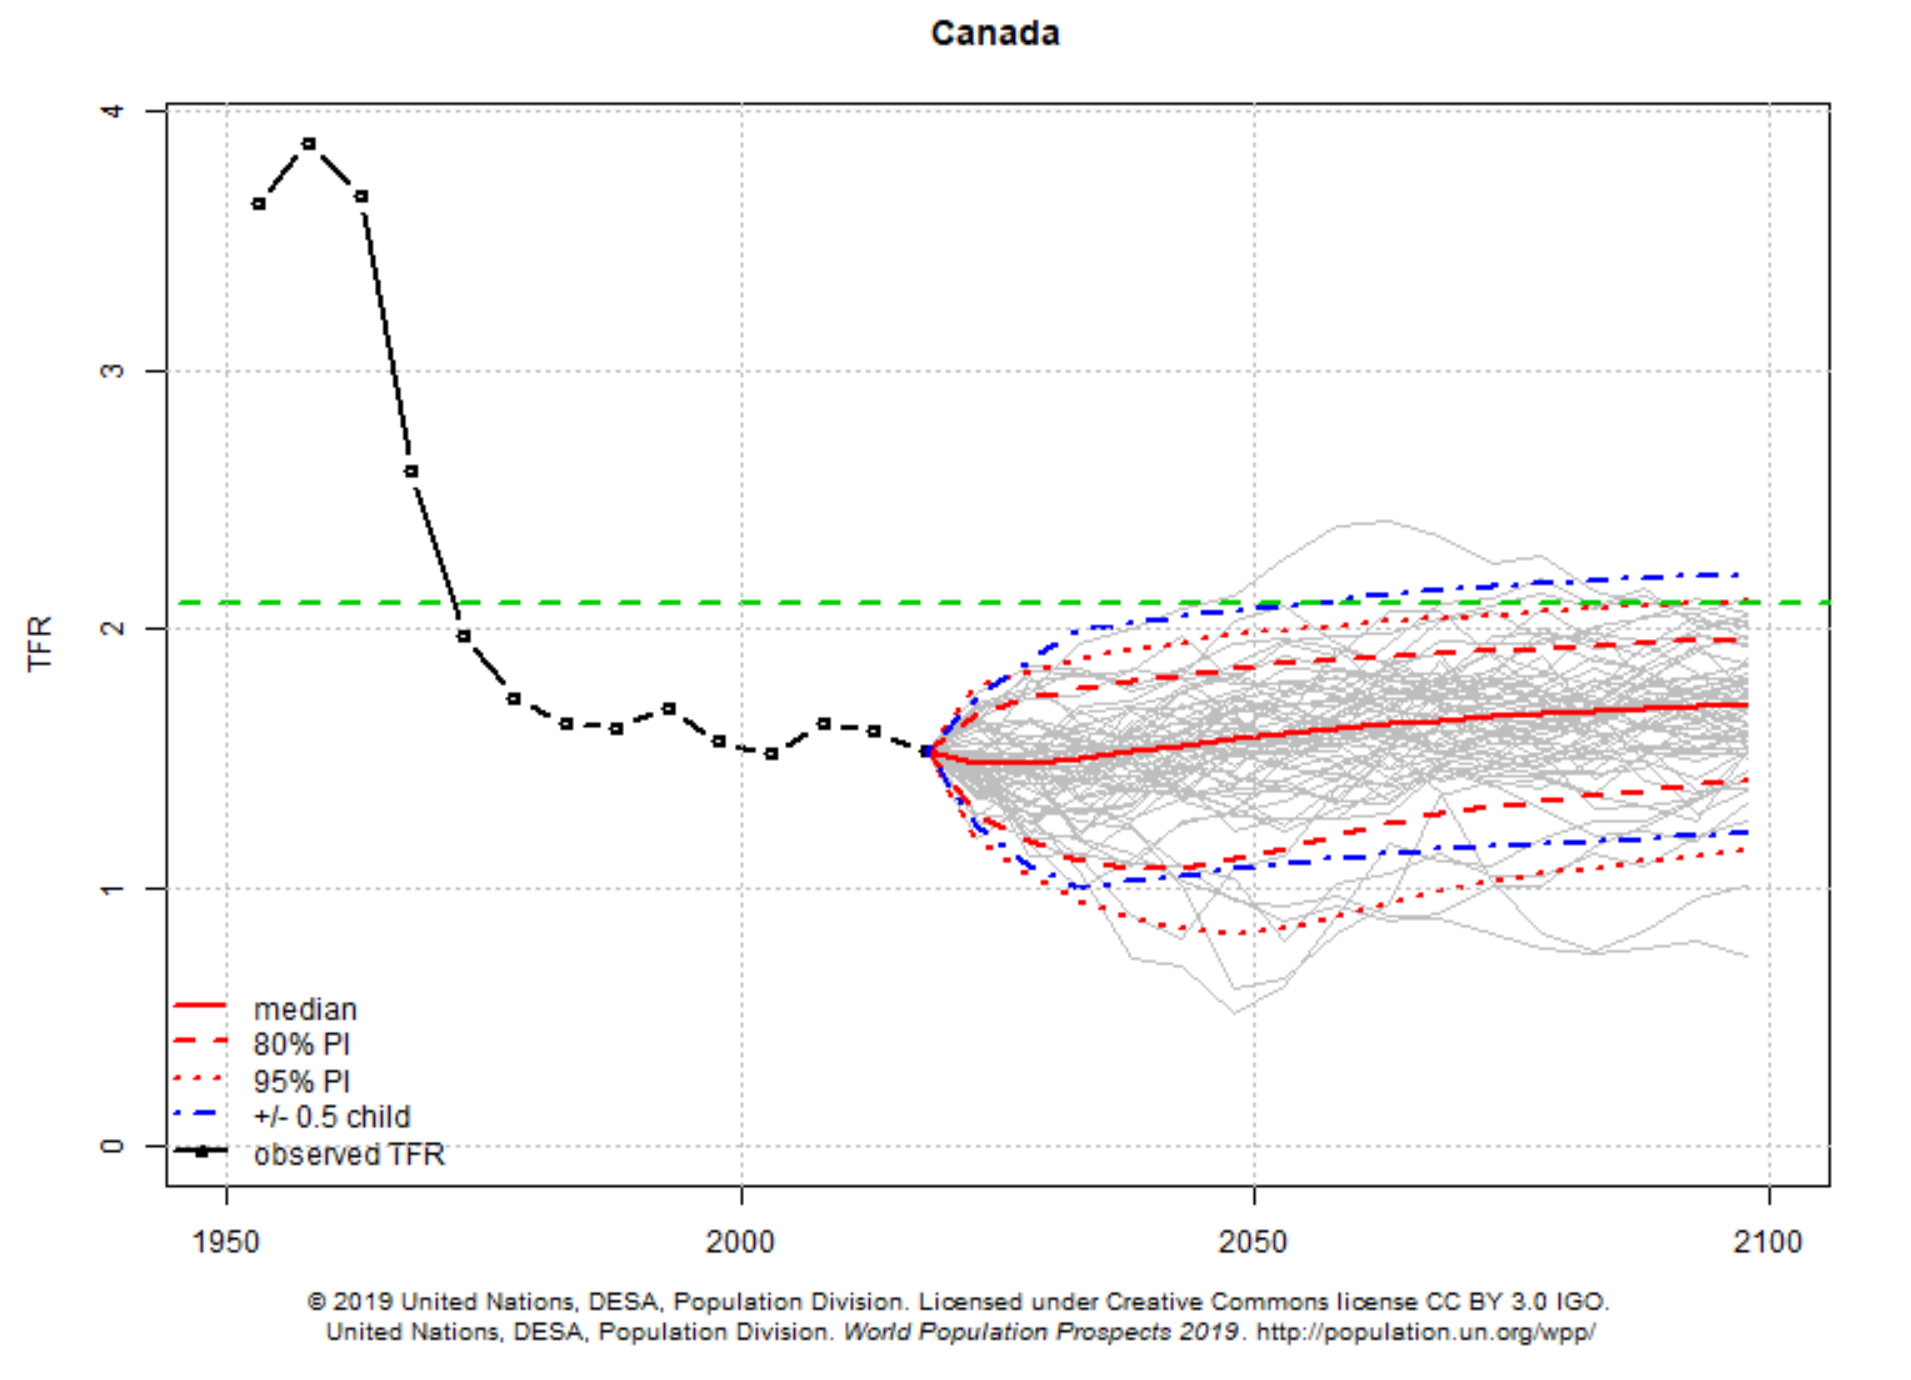 Canada
4
3
2
1
0
TFR
median
80% PI
95% PI
+/- 0.5 child
observed TFR
1950 2000 2050 2100
© 2019 United Nations, DESA, Population Division. Licensed under Creative Commons license CC BY 3.0 IGO.
United Nations, DESA, Population Division. World Population Prospects 2019. http://population.un.org/wpp/